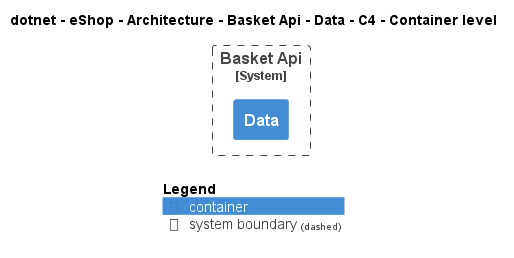 dotnet - eShop - Architecture - Basket Api - Data - C4 - Container level
Basket Api
[System]
Data
Legend
container
system boundary (dashed)